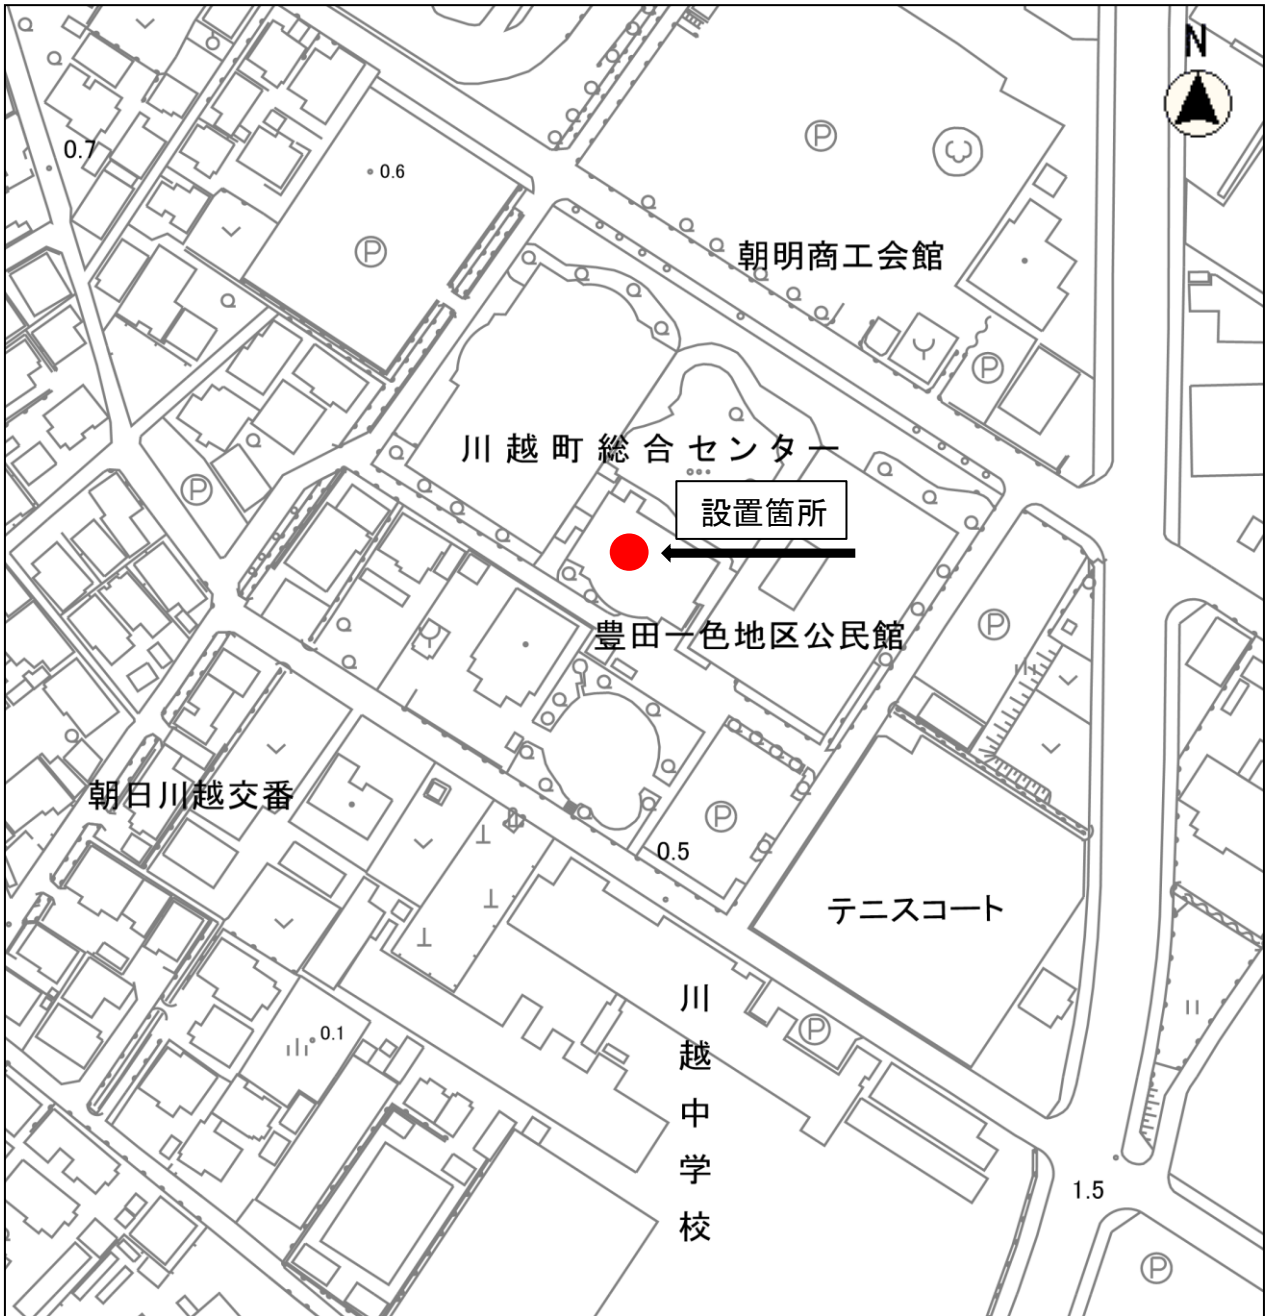 N
0.7
0.6
P
P
朝明商工会館
P
川越町総合センター
P
設置箇所
豊田一色地区公民館
P
朝日川越交番
P
0.5
テニスコート
川越中学校
P
0.1
1.5
P